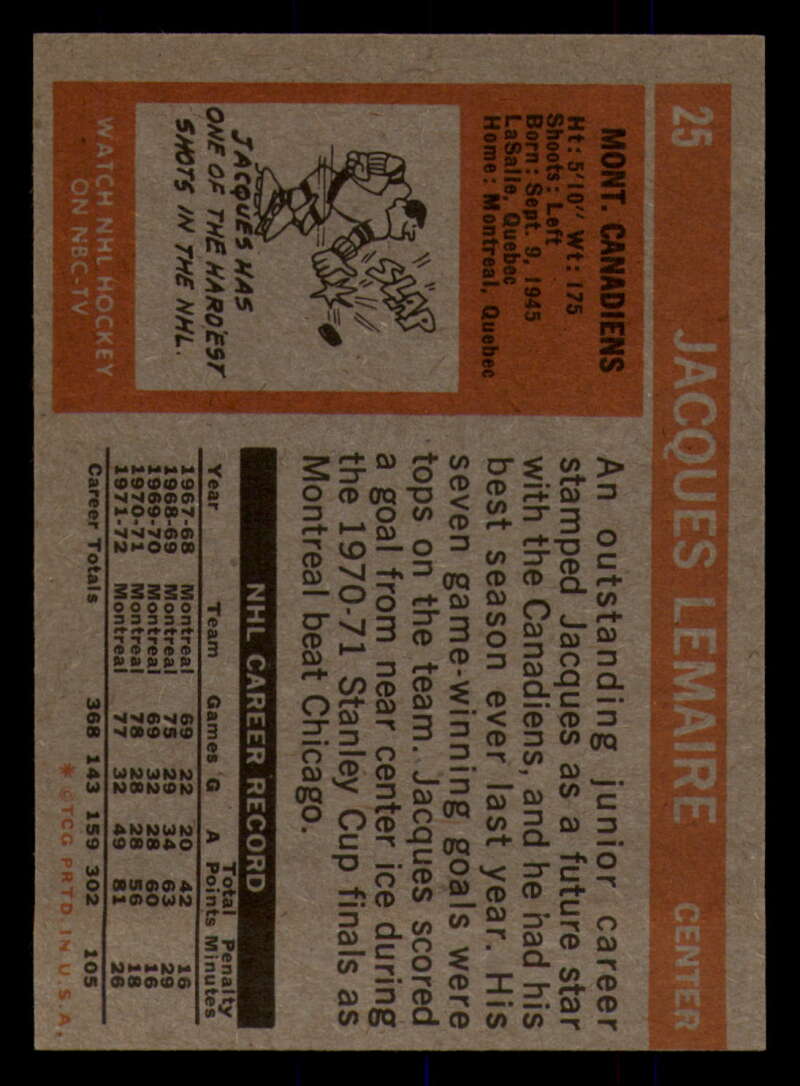 25 JACQUES LEMAIRE CENTER
MONT. CANADIENS
Ht: 5'10" Wt: 175
Shoots: Left
Born: Sept. 9, 1945
LaSalle, Quebec
Home: Montreal, Quebec
SLAP
JACQUES HAS
ONE OF THE HARDEST
SHOTS IN THE NHL.
WATCH NHL HOCKEY
ON NBC-TV
An outstanding junior career
stamped Jacques as a future star
with the Canadiens, and he had his
best season ever last year. His
seven game-winning goals were
tops on the team. Jacques scored
a goal from near center ice during
the 1970-71 Stanley Cup finals as
Montreal beat Chicago.
NHL CAREER RECORD
Total Penalty
Year Team Games G A Points Minutes
1967-68 Montreal 69 22 20 42 16
1968-69 Montreal 75 29 34 63 29
1969-70 Montreal 69 32 28 60 16
1970-71 Montreal 78 28 28 56 18
1971-72 Montreal 77 32 49 81 26
Career Totals 368 143 159 302 105
* © TCG PRTD IN U.S.A.